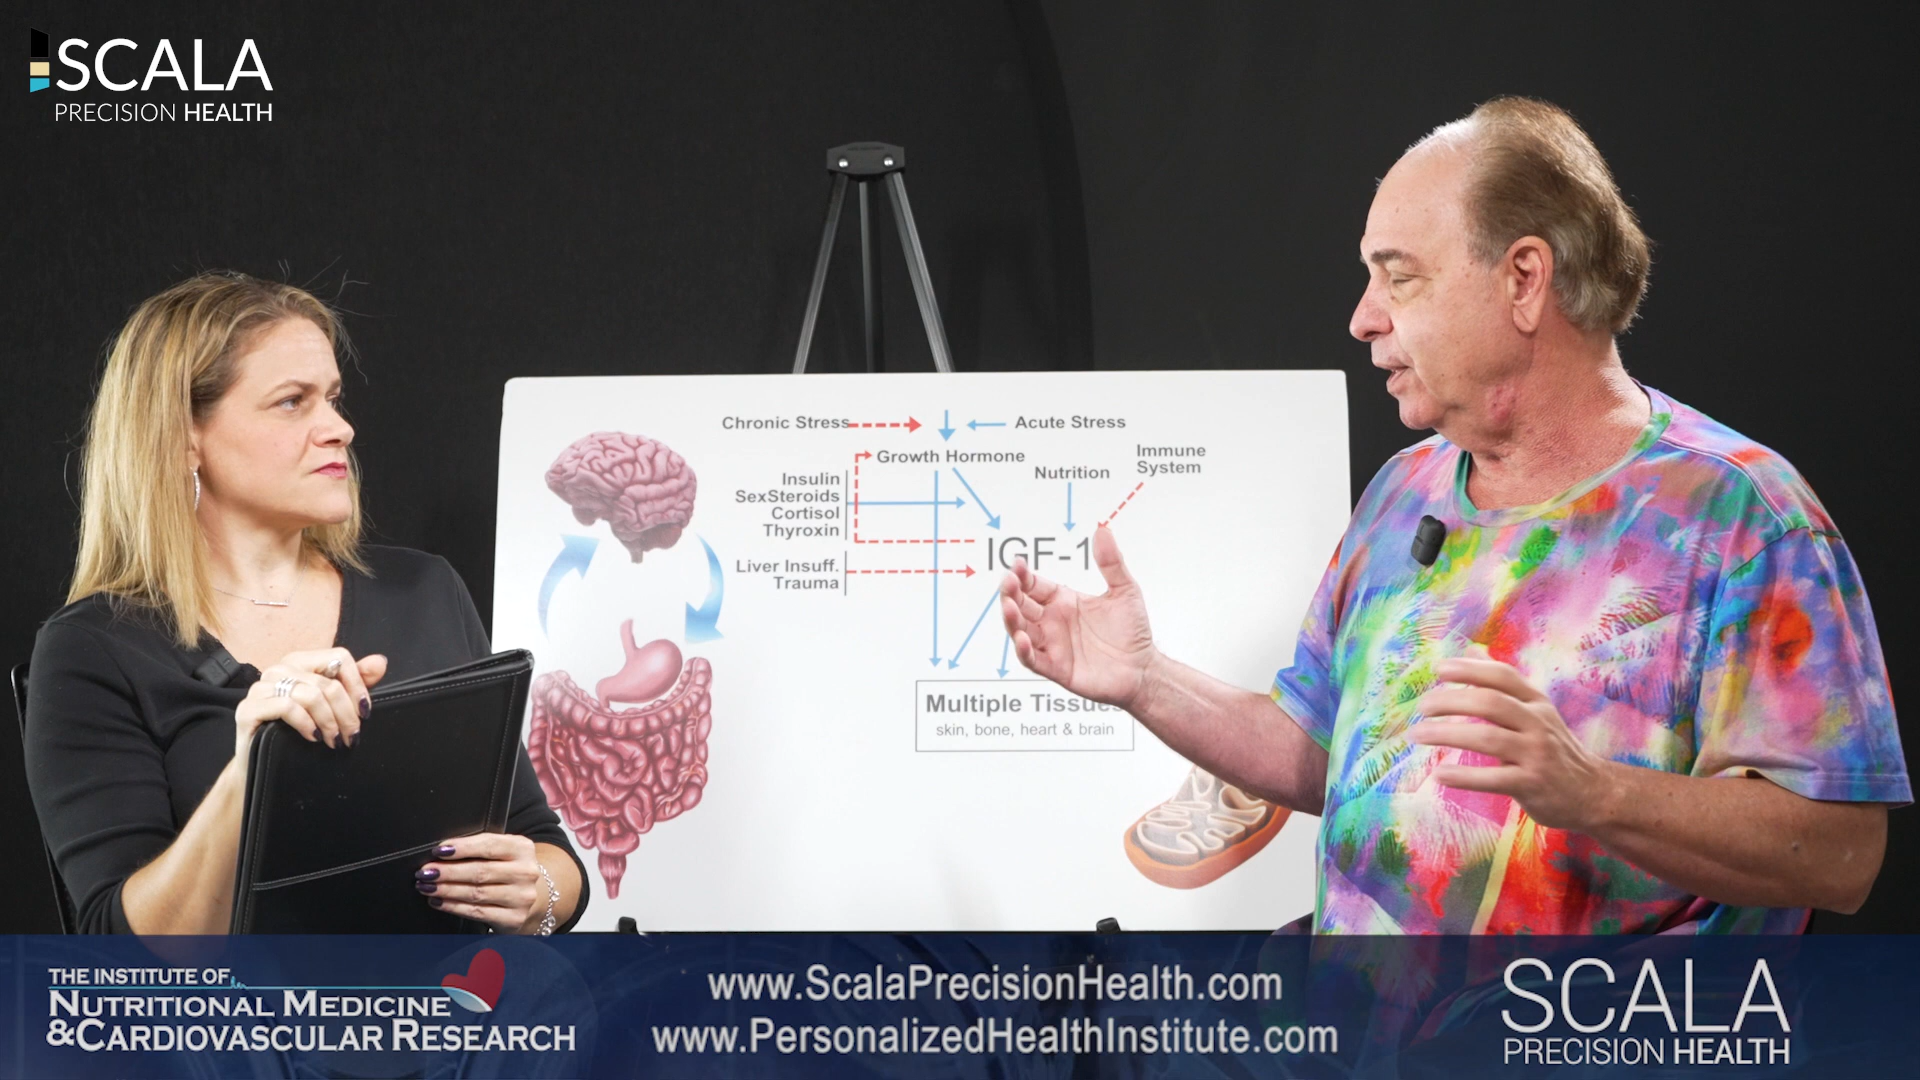 SCALA
PRECISION HEALTH
Chronic Stress
Acute Stress
Growth Hormone
Immune
System
Nutrition
Insulin
SexSteroids
Cortisol
Thyroxin
IGF-1
Liver Insuff.
Trauma
Multiple Tissues
skin, bone, heart & brain
THE INSTITUTE OF
NUTRITIONAL MEDICINE
&CARDIOVASCULAR RESEARCH
www.ScalaPrecisionHealth.com
www.PersonalizedHealthInstitute.com
SCALA
PRECISION HEALTH